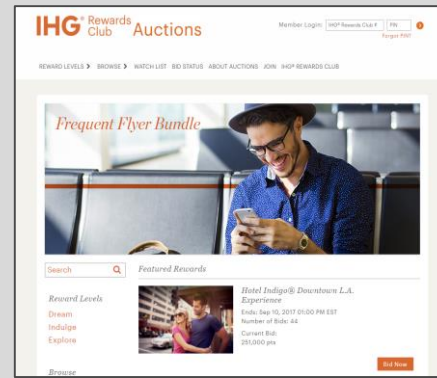 IHG® Rewards Club Auctions
Member Login: IHG® Rewards Club # PIN
Forgot PIN?
REWARD LEVELS > BROWSE > WATCH LIST BID STATUS ABOUT AUCTIONS JOIN IHG® REWARDS CLUB
Frequent Flyer Bundle
Search
Featured Rewards
Reward Levels
Dream
Indulge
Explore
Browse
Hotel Indigo® Downtown L.A.
Experience
Ends: Sep 10, 2017 01:00 PM EST
Number of Bids: 44
Current Bid:
251,000 pts
Bid Now